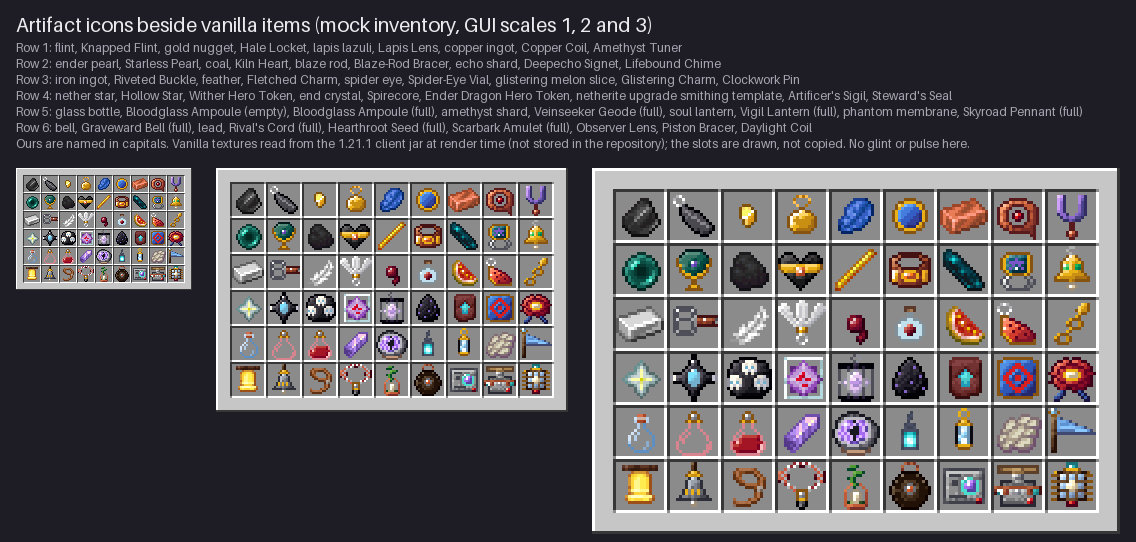 Artifact icons beside vanilla items (mock inventory, GUI scales 1, 2 and 3)
Row 1: flint, Knapped Flint, gold nugget, Hale Locket, lapis lazuli, Lapis Lens, copper ingot, Copper Coil, Amethyst Tuner
Row 2: ender pearl, Starless Pearl, coal, Kiln Heart, blaze rod, Blaze-Rod Bracer, echo shard, Deepecho Signet, Lifebound Chime
Row 3: iron ingot, Riveted Buckle, feather, Fletched Charm, spider eye, Spider-Eye Vial, glistering melon slice, Glistering Charm, Clockwork Pin
Row 4: nether star, Hollow Star, Wither Hero Token, end crystal, Spirecore, Ender Dragon Hero Token, netherite upgrade smithing template, Artificer's Sigil, Steward's Seal
Row 5: glass bottle, Bloodglass Ampoule (empty), Bloodglass Ampoule (full), amethyst shard, Veinseeker Geode (full), soul lantern, Vigil Lantern (full), phantom membrane, Skyroad Pennant (full)
Row 6: bell, Graveward Bell (full), lead, Rival's Cord (full), Hearthroot Seed (full), Scarbark Amulet (full), Observer Lens, Piston Bracer, Daylight Coil
Ours are named in capitals. Vanilla textures read from the 1.21.1 client jar at render time (not stored in the repository); the slots are drawn, not copied. No glint or pulse here.